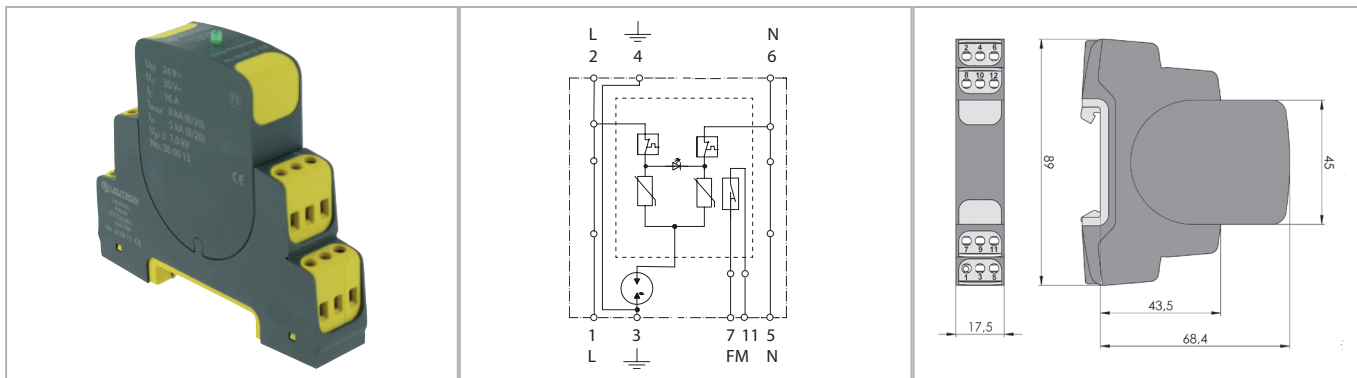 U_N 24 V~
U_C 30 V~
I_L 16 A
I_max 8 kA (8/20)
I_n 5 kA (8/20)
U_P ≤ 1,0 kV
No: 38 00 13
T3
CE
LEUTRON
L N
2 4 6
1 3 7 11 5
L FM N
2 4 6
8 10 12
7 9 11
1 3 5
17,5
89
45
43,5
68,4